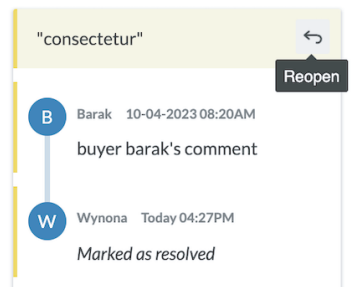 "consectetur"
Reopen
B Barak 10-04-2023 08:20AM
buyer barak's comment
W Wynona Today 04:27PM
Marked as resolved